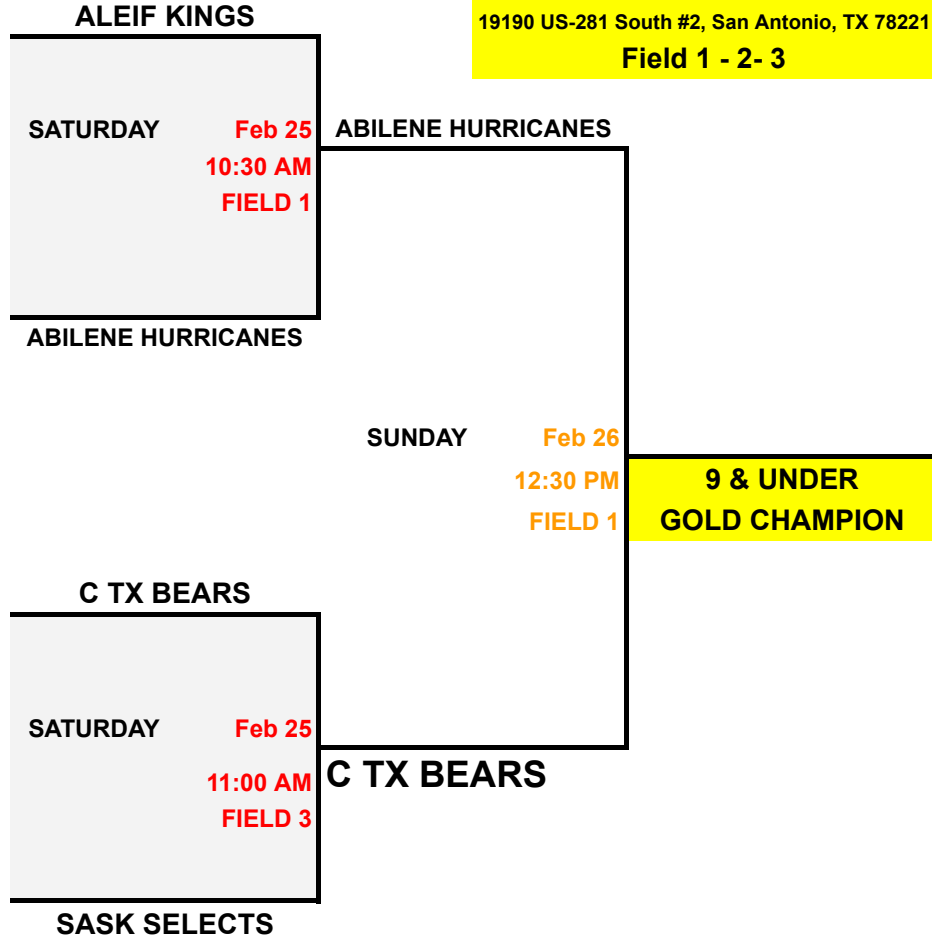 ALEIF KINGS
19190 US-281 South #2, San Antonio, TX 78221
Field 1 - 2- 3
SATURDAY Feb 25
10:30 AM
FIELD 1
ABILENE HURRICANES
ABILENE HURRICANES
SUNDAY Feb 26
12:30 PM
FIELD 1
9 & UNDER
GOLD CHAMPION
C TX BEARS
SATURDAY Feb 25
11:00 AM
FIELD 3
C TX BEARS
SASK SELECTS